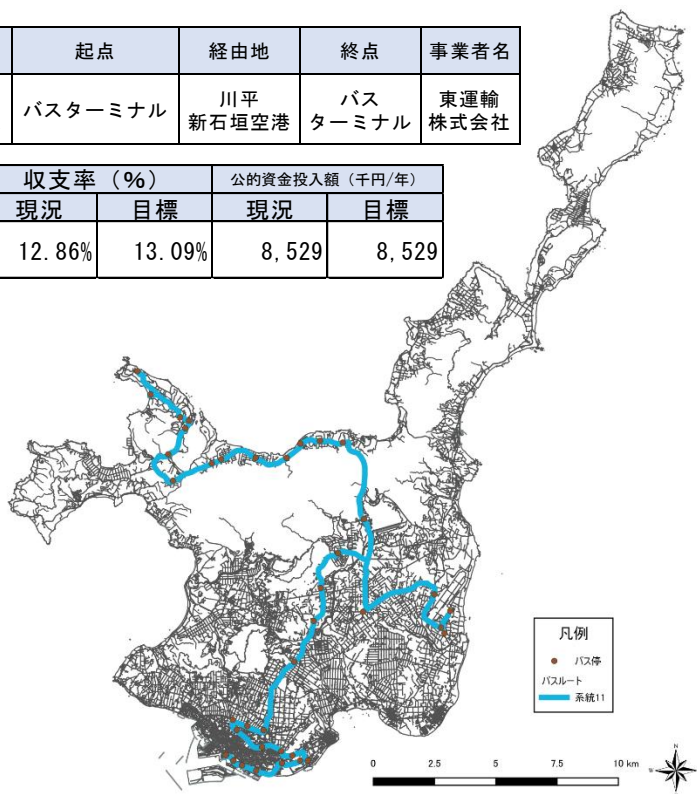 起点 経由地 終点 事業者名
バスターミナル 川平 バス 東運輸
新石垣空港 ターミナル 株式会社
収支率（％） 公的資金投入額（千円/年）
現況 目標 現況 目標
12.86% 13.09% 8,529 8,529
凡例
バス停
バスルート
系統11
0 2.5 5 7.5 10 km
N
W E
S